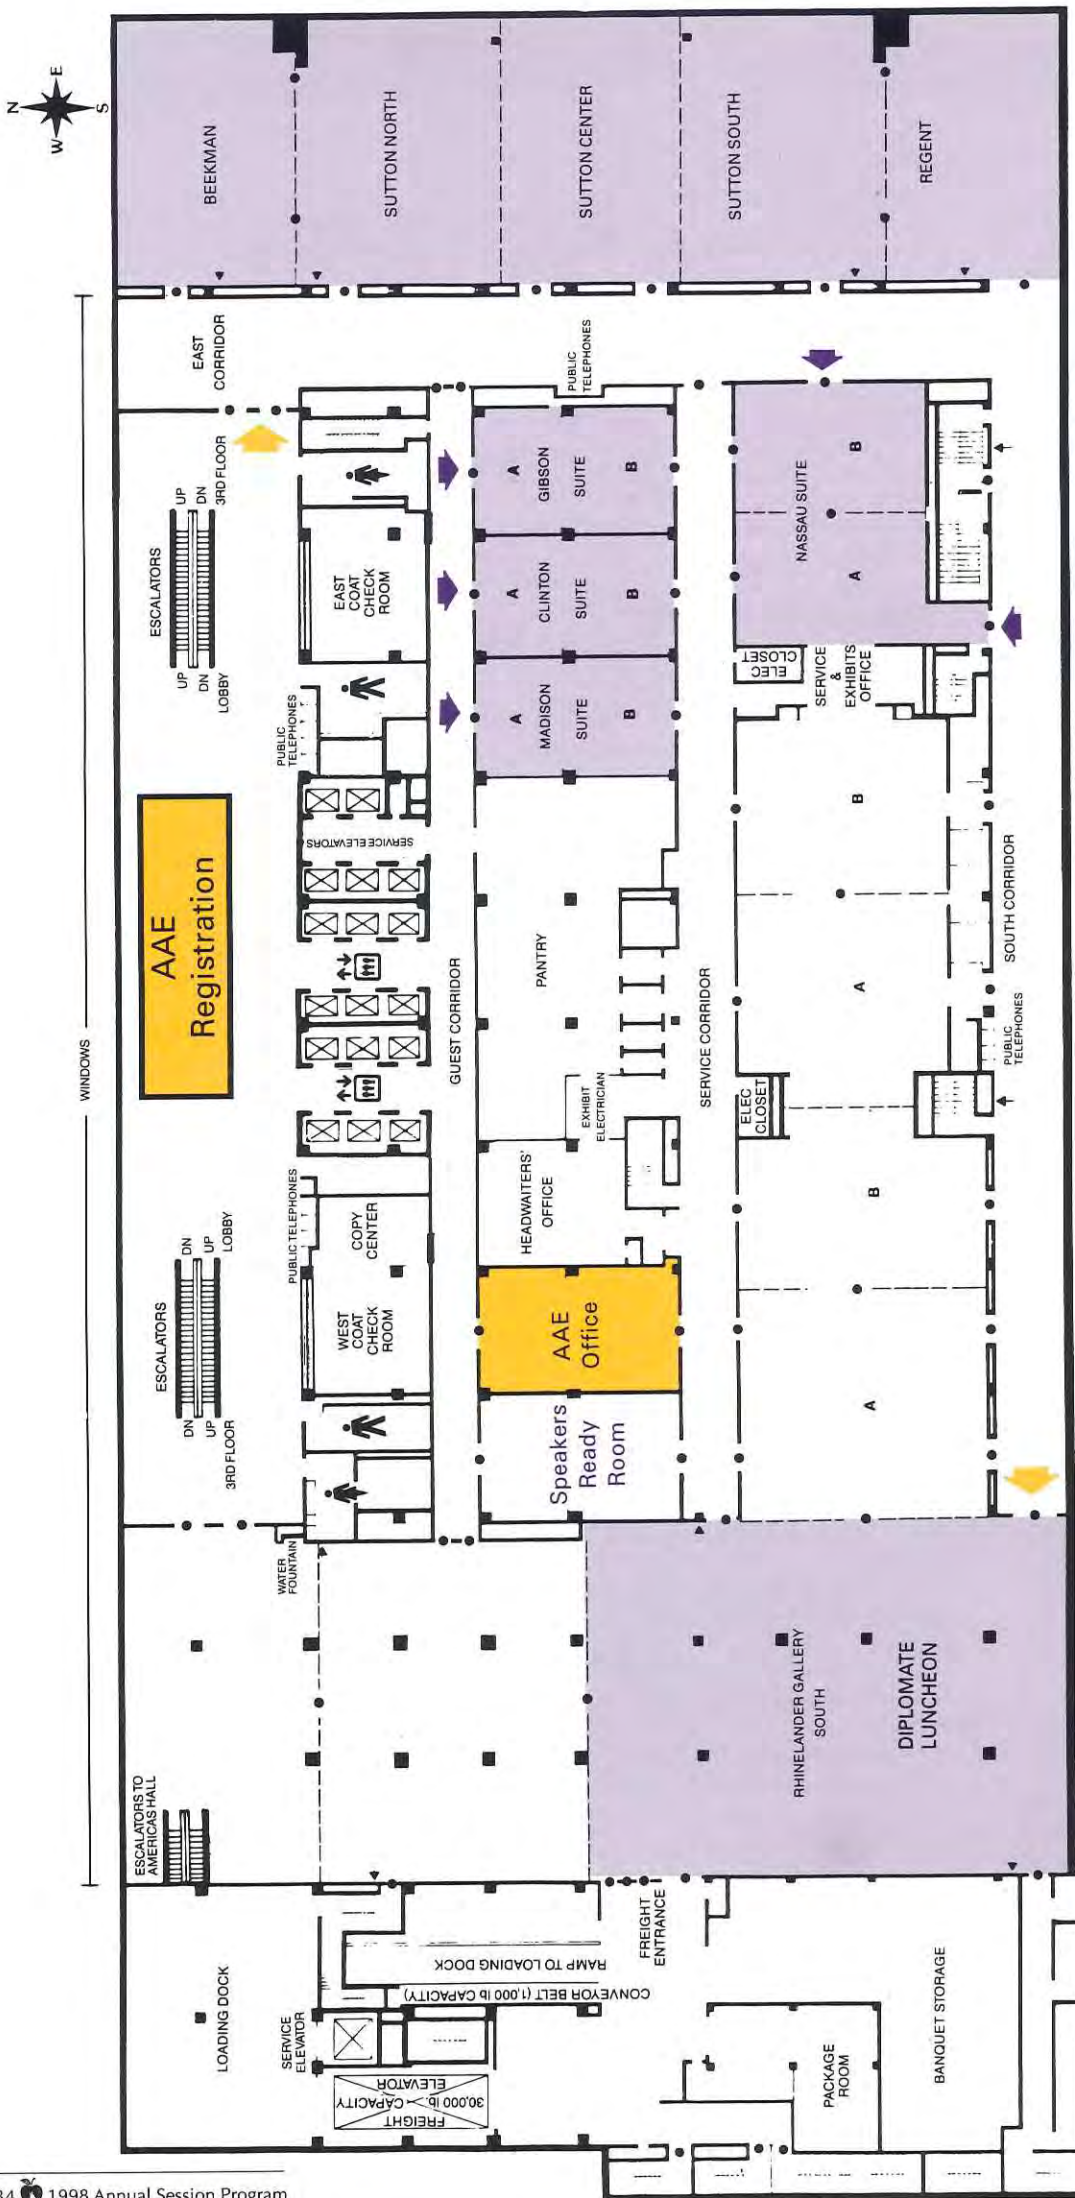 N
E
S
W
BEEKMAN
SUTTON NORTH
SUTTON CENTER
SUTTON SOUTH
REGENT
EAST
CORRIDOR
PUBLIC
TELEPHONES
WINDOWS
ESCALATORS
UP
DN
3RD FLOOR
UP
DN
LOBBY
EAST
COAT
CHECK
ROOM
PUBLIC
TELEPHONES
A
GIBSON
SUITE
B
A
CLINTON
SUITE
B
A
MADISON
SUITE
B
NASSAU SUITE
B
A
ELEC
CLOSET
SERVICE
&
EXHIBITS
OFFICE
AAE
Registration
SERVICE ELEVATORS
GUEST CORRIDOR
PANTRY
SERVICE CORRIDOR
B
A
SOUTH CORRIDOR
PUBLIC
TELEPHONES
ELEC
CLOSET
EXHIBIT
ELECTRICIAN
HEADWAITERS'
OFFICE
B
A
ESCALATORS
DN
UP
LOBBY
DN
UP
3RD FLOOR
PUBLIC TELEPHONES
COPY
CENTER
WEST
COAT
CHECK
ROOM
AAE
Office
Speakers
Ready
Room
WATER
FOUNTAIN
RHINELANDER GALLERY
SOUTH
DIPLOMATE
LUNCHEON
ESCALATORS TO
AMERICAS HALL
LOADING DOCK
SERVICE
ELEVATOR
FREIGHT
30,000 lb. CAPACITY
ELEVATOR
RAMP TO LOADING DOCK
CONVEYOR BELT (1,000 lb CAPACITY)
FREIGHT
ENTRANCE
PACKAGE
ROOM
BANQUET STORAGE
34 1998 Annual Session Program